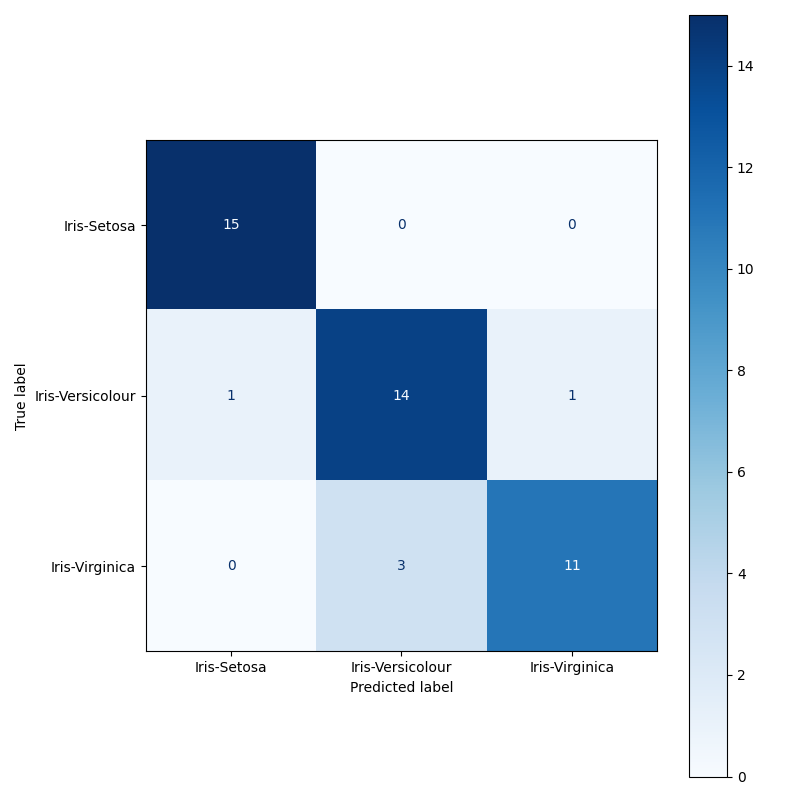 True label
Iris-Setosa 15 0 0
Iris-Versicolour 1 14 1
Iris-Virginica 0 3 11
Iris-Setosa Iris-Versicolour Iris-Virginica
Predicted label
14
12
10
8
6
4
2
0